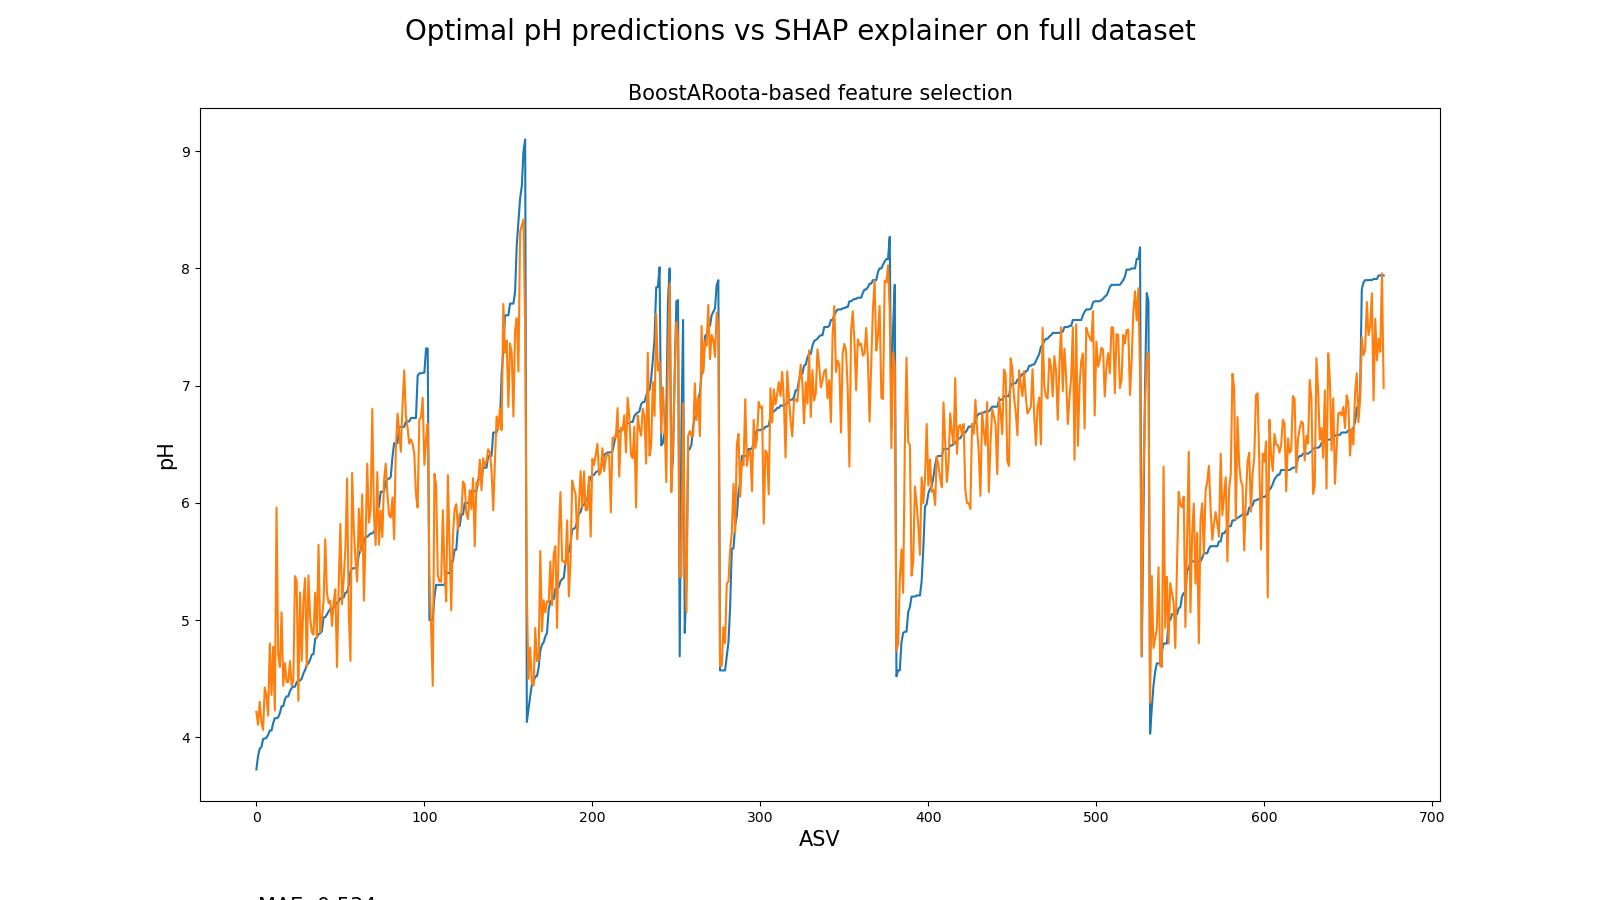 Optimal pH predictions vs SHAP explainer on full dataset
BoostARoota-based feature selection
9
8
7
6
5
4
pH
0 100 200 300 400 500 600 700
ASV